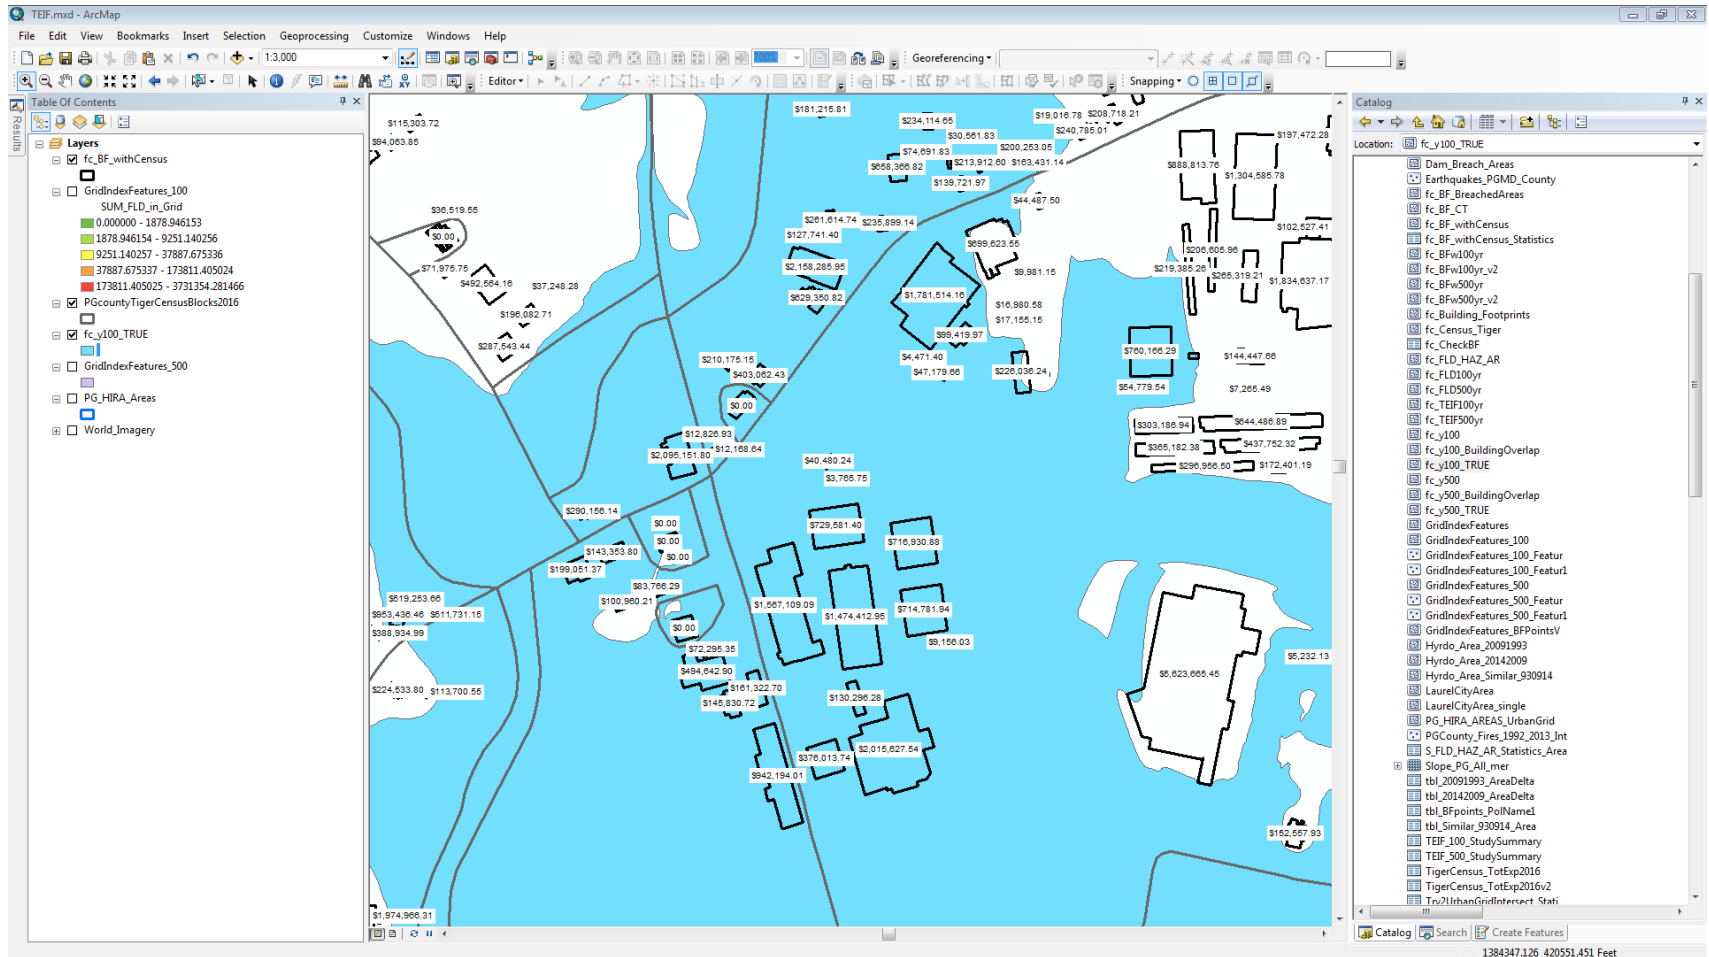 TEIF.mxd - ArcMap
File Edit View Bookmarks Insert Selection Geoprocessing Customize Windows Help
1:3,000
100%
Georeferencing
Editor
Snapping
Results
Table Of Contents
Layers
fc_BF_withCensus
GridIndexFeatures_100
SUM_FLD_in_Grid
0.000000 - 1878.946153
1878.946154 - 9251.140256
9251.140257 - 37887.675336
37887.675337 - 173811.405024
173811.405025 - 3731354.281466
PGcountyTigerCensusBlocks2016
fc_y100_TRUE
GridIndexFeatures_500
PG_HIRA_Areas
World_Imagery
$181,215.81
$115,303.72
$94,063.85
$234,114.65
$19,016.78
$208,718.21
$30,561.83
$240,785.01
$197,472.28
$74,691.83
$200,253.05
$658,366.82
$213,912.60
$163,431.14
$888,813.76
$1,304,585.78
$139,721.97
$44,487.50
$36,519.55
$261,614.74
$235,899.14
$102,527.41
$0.00
$127,741.40
$699,623.55
$206,605.96
$71,975.75
$2,158,285.95
$9,981.15
$219,385.26
$265,319.21
$492,564.16
$37,248.28
$1,834,637.17
$629,350.82
$1,781,514.16
$16,980.58
$196,082.71
$17,155.15
$99,419.97
$287,543.44
$760,166.29
$144,447.66
$210,175.15
$4,471.40
$403,062.43
$47,179.66
$226,036.24
$54,779.54
$7,265.49
$0.00
$303,186.94
$644,486.89
$12,826.93
$12,168.64
$365,182.38
$437,752.32
$2,095,151.80
$40,480.24
$296,956.50
$172,401.19
$3,765.75
$290,156.14
$0.00
$729,581.40
$0.00
$716,930.88
$143,353.80
$0.00
$199,051.37
$83,766.29
$519,253.66
$100,960.21
$1,567,109.09
$714,781.94
$953,436.46
$511,731.15
$1,474,412.95
$388,934.99
$0.00
$9,156.03
$72,295.35
$5,232.13
$494,642.90
$5,623,665.45
$224,533.80
$113,700.55
$161,322.70
$145,830.72
$130,296.28
$2,015,627.54
$376,013.74
$942,194.01
$152,557.93
$1,974,966.31
Catalog
Location: fc_y100_TRUE
Dam_Breach_Areas
Earthquakes_PGMD_County
fc_BF_BreachedAreas
fc_BF_CT
fc_BF_withCensus
fc_BF_withCensus_Statistics
fc_BFw100yr
fc_BFw100yr_v2
fc_BFw500yr
fc_BFw500yr_v2
fc_Building_Footprints
fc_Census_Tiger
fc_CheckBF
fc_FLD_HAZ_AR
fc_FLD100yr
fc_FLD500yr
fc_TEIF100yr
fc_TEIF500yr
fc_y100
fc_y100_BuildingOverlap
fc_y100_TRUE
fc_y500
fc_y500_BuildingOverlap
fc_y500_TRUE
GridIndexFeatures
GridIndexFeatures_100
GridIndexFeatures_100_Featur
GridIndexFeatures_100_Featur1
GridIndexFeatures_500
GridIndexFeatures_500_Featur
GridIndexFeatures_500_Featur1
GridIndexFeatures_BFPointsV
Hyrdo_Area_20091993
Hyrdo_Area_20142009
Hyrdo_Area_Similar_930914
LaurelCityArea
LaurelCityArea_single
PG_HIRA_AREAS_UrbanGrid
PGCounty_Fires_1992_2013_Int
S_FLD_HAZ_AR_Statistics_Area
Slope_PG_All_mer
tbl_20091993_AreaDelta
tbl_20142009_AreaDelta
tbl_BFpoints_PolName1
tbl_Similar_930914_Area
TEIF_100_StudySummary
TEIF_500_StudySummary
TigerCensus_TotExp2016
TigerCensus_TotExp2016v2
Try2UrbanGridIntersect_Stati
Catalog Search Create Features
1384347.126 420551.451 Feet